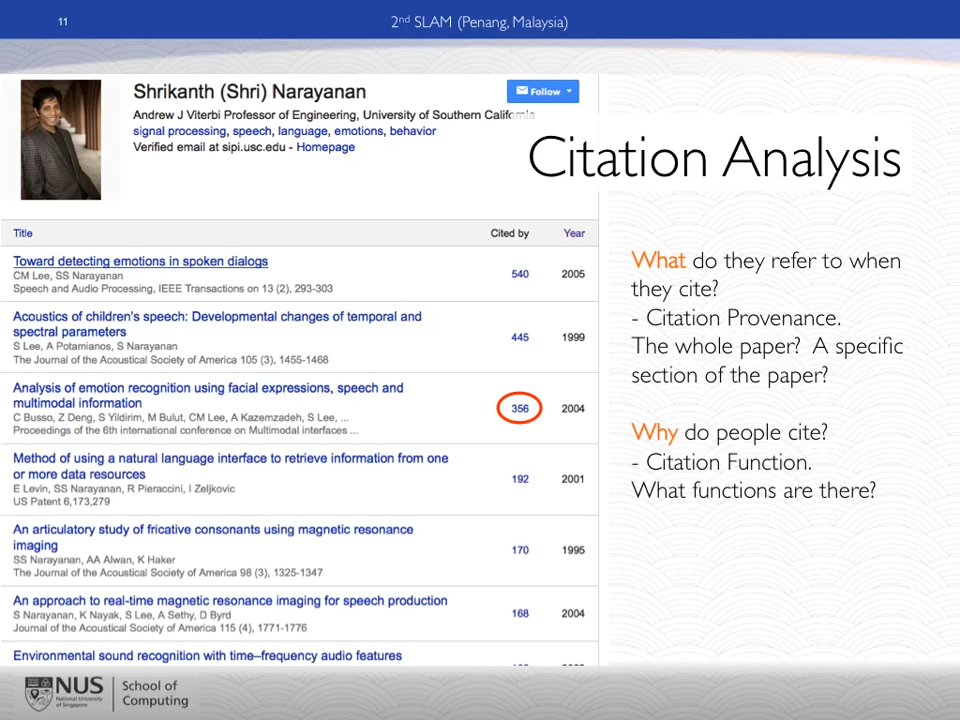 11
2nd SLAM (Penang, Malaysia)
Shrikanth (Shri) Narayanan
Follow
Andrew J Viterbi Professor of Engineering, University of Southern California
signal processing, speech, language, emotions, behavior
Verified email at sipi.usc.edu - Homepage
Citation Analysis
Title Cited by Year
Toward detecting emotions in spoken dialogs
CM Lee, SS Narayanan
Speech and Audio Processing, IEEE Transactions on 13 (2), 293-303
540 2005
Acoustics of children's speech: Developmental changes of temporal and
spectral parameters
S Lee, A Potamianos, S Narayanan
The Journal of the Acoustical Society of America 105 (3), 1455-1468
445 1999
Analysis of emotion recognition using facial expressions, speech and
multimodal information
C Busso, Z Deng, S Yildirim, M Bulut, CM Lee, A Kazemzadeh, S Lee, ...
Proceedings of the 6th international conference on Multimodal interfaces ...
356 2004
Method of using a natural language interface to retrieve information from one
or more data resources
E Levin, SS Narayanan, R Pieraccini, I Zeljkovic
US Patent 6,173,279
192 2001
An articulatory study of fricative consonants using magnetic resonance
imaging
SS Narayanan, AA Alwan, K Haker
The Journal of the Acoustical Society of America 98 (3), 1325-1347
170 1995
An approach to real-time magnetic resonance imaging for speech production
S Narayanan, K Nayak, S Lee, A Sethy, D Byrd
Journal of the Acoustical Society of America 115 (4), 1771-1776
168 2004
Environmental sound recognition with time–frequency audio features
What do they refer to when
they cite?
- Citation Provenance.
The whole paper? A specific
section of the paper?
Why do people cite?
- Citation Function.
What functions are there?
NUS
National University
of Singapore
School of
Computing